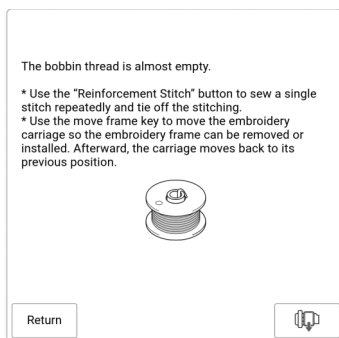 The bobbin thread is almost empty.
* Use the “Reinforcement Stitch” button to sew a single
stitch repeatedly and tie off the stitching.
* Use the move frame key to move the embroidery
carriage so the embroidery frame can be removed or
installed. Afterward, the carriage moves back to its
previous position.
Return